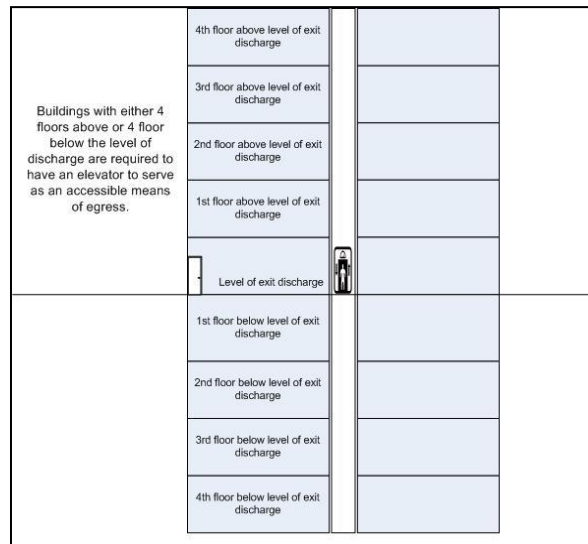 Buildings with either 4
floors above or 4 floor
below the level of
discharge are required to
have an elevator to serve
as an accessible means
of egress.
4th floor above level of exit
discharge
3rd floor above level of exit
discharge
2nd floor above level of exit
discharge
1st floor above level of exit
discharge
Level of exit discharge
1st floor below level of exit
discharge
2nd floor below level of exit
discharge
3rd floor below level of exit
discharge
4th floor below level of exit
discharge